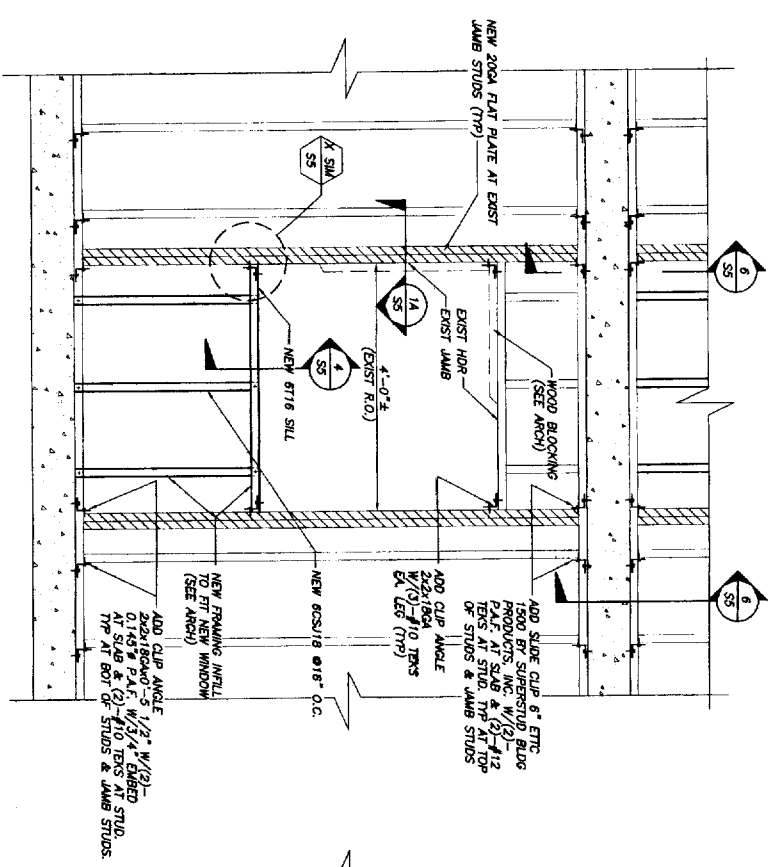 NEW 20GA FLAT PLATE AT EXIST
JAMB STUDS (TYP)
X SIM
S5
6
S5
1A
S5
EXIST HDR
EXIST JAMB
WOOD BLOCKING
(SEE ARCH)
4'-0"±
(EXIST R.O.)
4
S5
NEW 6T16 SILL
6
S5
ADD SLIDE CLIP 6" ETTC
1500 BY SUPERSTUD BLDG
PRODUCTS, INC. W/(2)-
P.A.F. AT SLAB & (2)-#12
TEKS AT STUD. TYP AT TOP
OF STUDS & JAMB STUDS
ADD CLIP ANGLE
2x2x18GA
W/(3)-#10 TEKS
EA. LEG (TYP)
NEW 6CSJ18 @16" O.C.
NEW FRAMING INFILL
TO FIT NEW WINDOW
(SEE ARCH)
ADD CLIP ANGLE
2x2x18GAx0'-5 1/2" W/(2)-
0.145"ø P.A.F. W/3/4" EMBED
AT SLAB & (2)-#10 TEKS AT STUD.
TYP AT BOT OF STUDS & JAMB STUDS.